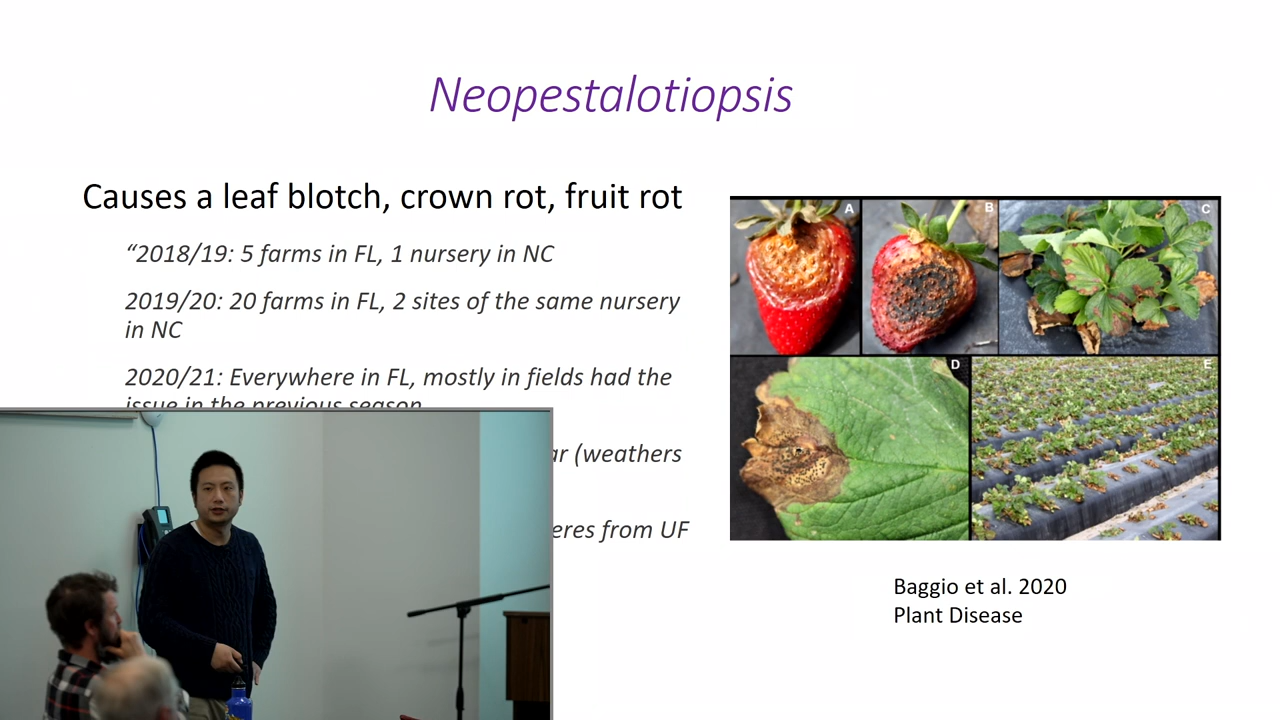 Neopestalotiopsis
Causes a leaf blotch, crown rot, fruit rot
“2018/19: 5 farms in FL, 1 nursery in NC
2019/20: 20 farms in FL, 2 sites of the same nursery
in NC
2020/21: Everywhere in FL, mostly in fields had the
issue in the previous season
(weathers
from UF
A
B
C
D
E
Baggio et al. 2020
Plant Disease